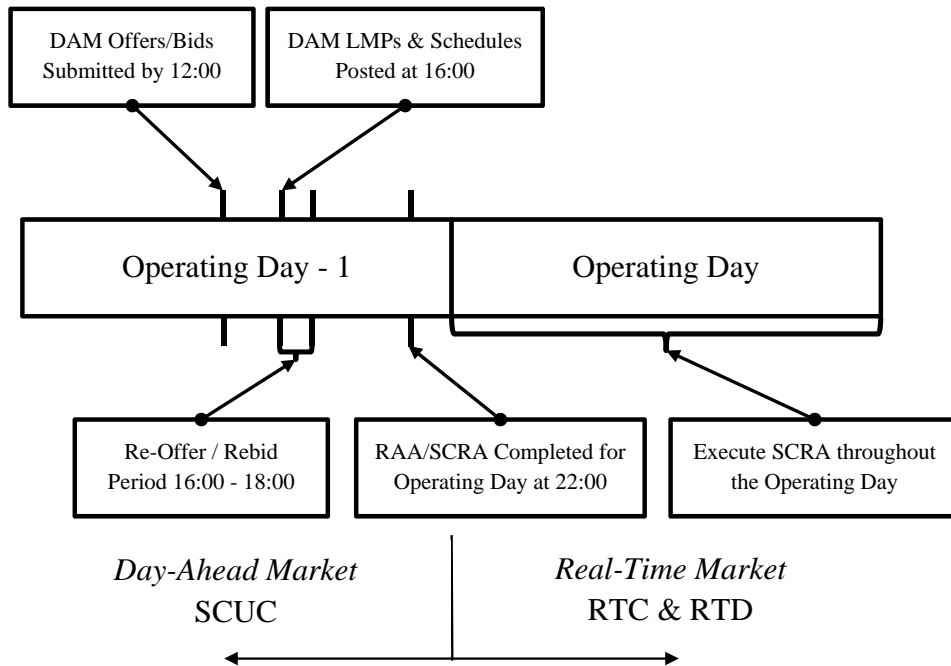 DAM Offers/Bids
Submitted by 12:00
DAM LMPs & Schedules
Posted at 16:00
Operating Day - 1
Operating Day
Re-Offer / Rebid
Period 16:00 - 18:00
RAA/SCRA Completed for
Operating Day at 22:00
Execute SCRA throughout
the Operating Day
Day-Ahead Market
SCUC
Real-Time Market
RTC & RTD